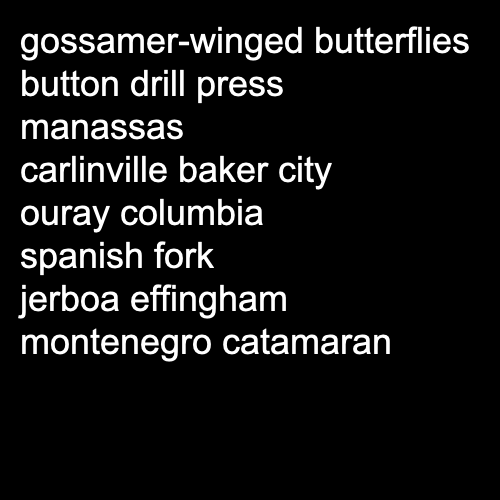 gossamer-winged butterflies
button drill press
manassas
carlinville baker city
ouray columbia
spanish fork
jerboa effingham
montenegro catamaran